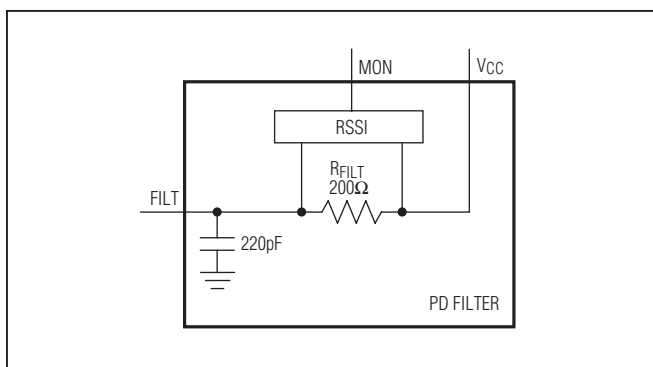 MON
VCC
RSSI
RFILT
200Ω
FILT
220pF
PD FILTER